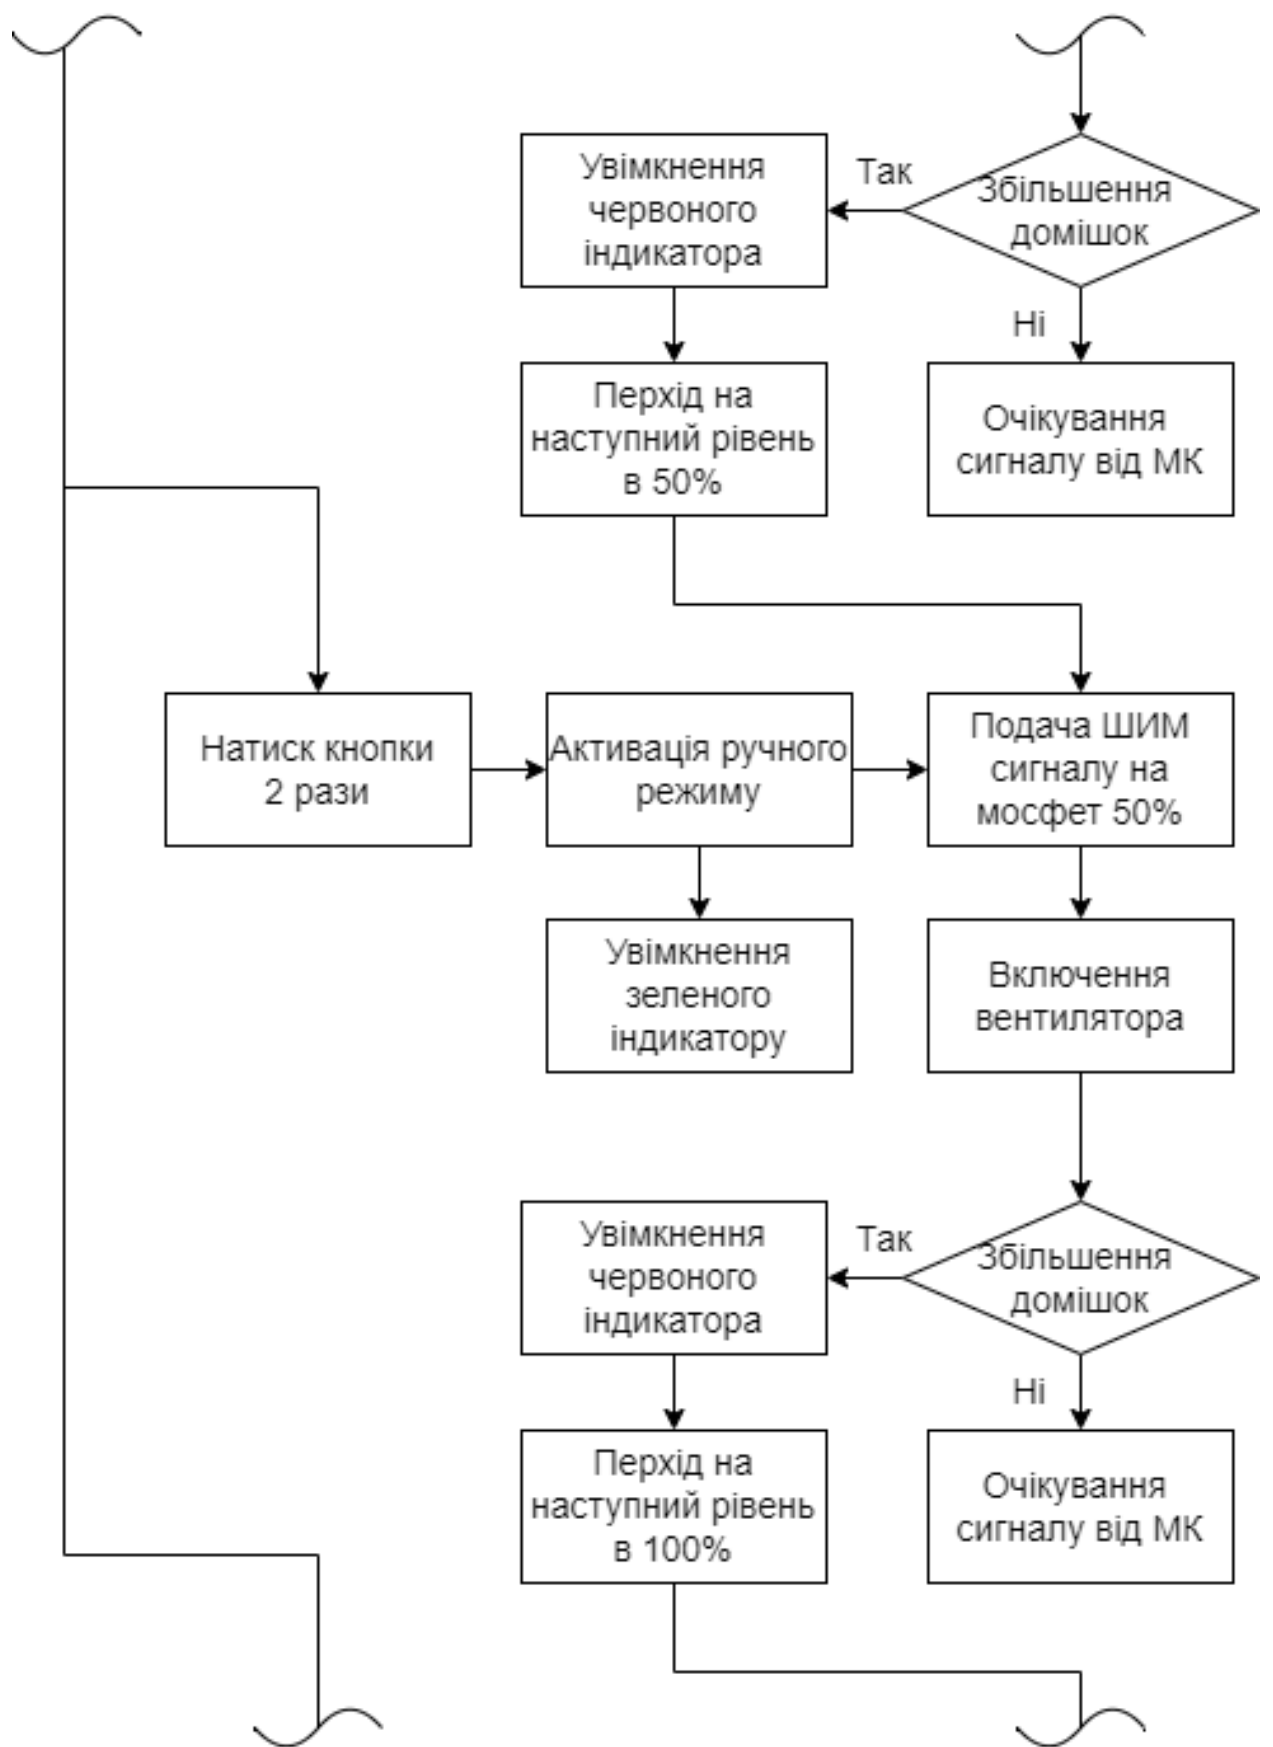 Увімкнення
червоного
індикатора
Так
Збільшення
домішок
Ні
Перхід на
наступний рівень
в 50%
Очікування
сигналу від МК
Натиск кнопки
2 рази
Активація ручного
режиму
Подача ШИМ
сигналу на
мосфет 50%
Увімкнення
зеленого
індикатору
Включення
вентилятора
Увімкнення
червоного
індикатора
Так
Збільшення
домішок
Ні
Перхід на
наступний рівень
в 100%
Очікування
сигналу від МК